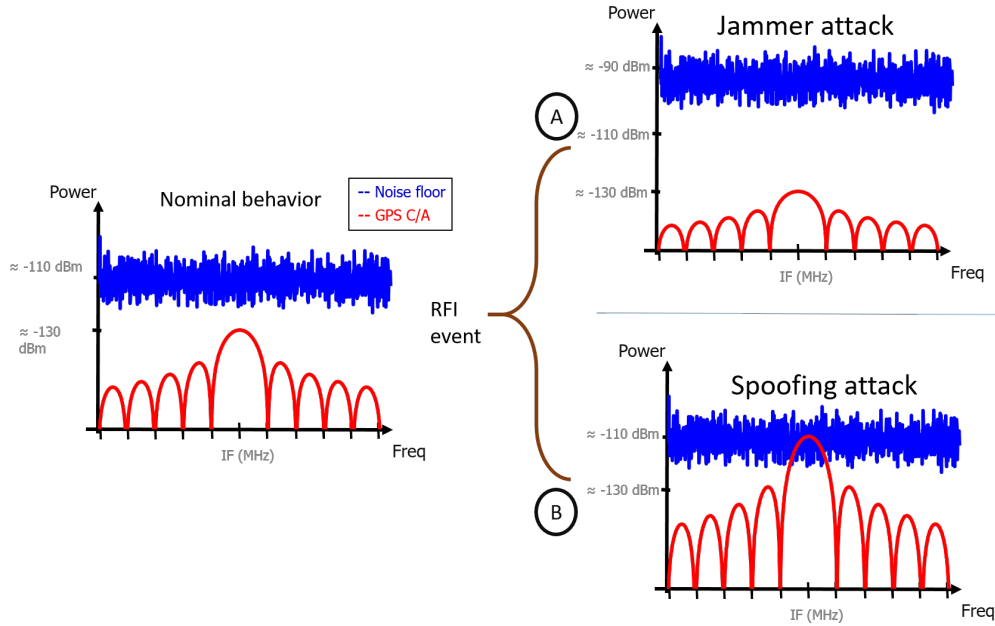 Nominal behavior
Power
-- Noise floor
-- GPS C/A
≈ -110 dBm
≈ -130
dBm
IF (MHz)
Freq
RFI
event
A
Jammer attack
Power
≈ -90 dBm
≈ -110 dBm
≈ -130 dBm
IF (MHz)
Freq
B
Spoofing attack
Power
≈ -110 dBm
≈ -130 dBm
IF (MHz)
Freq